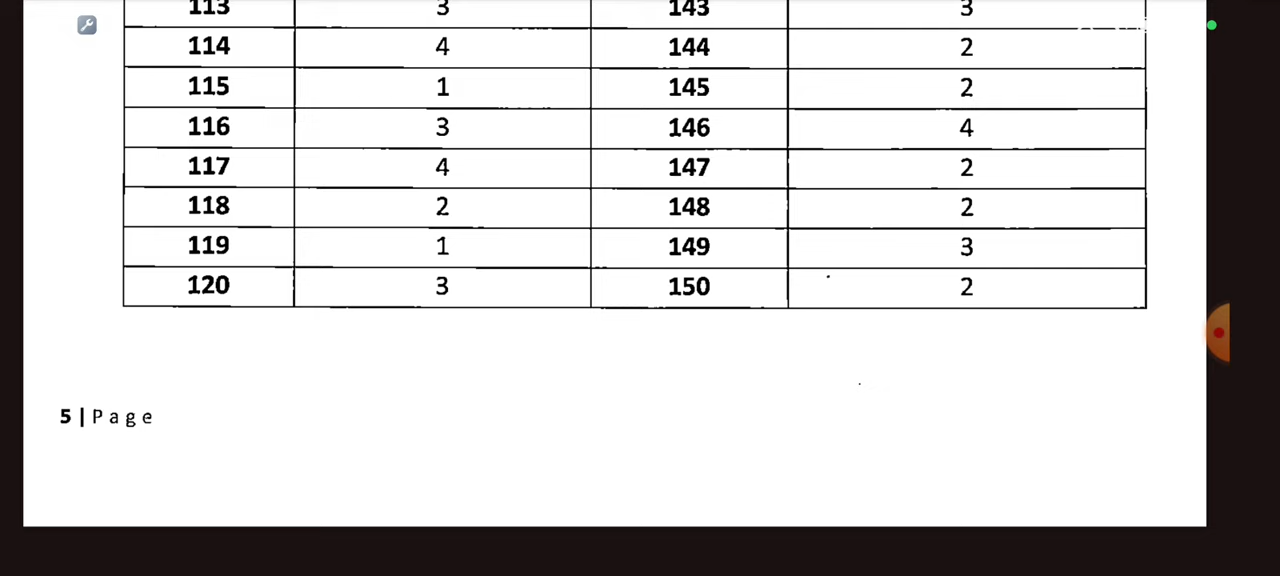 113 3 143 3
114 4 144 2
115 1 145 2
116 3 146 4
117 4 147 2
118 2 148 2
119 1 149 3
120 3 150 2
5 | P a g e